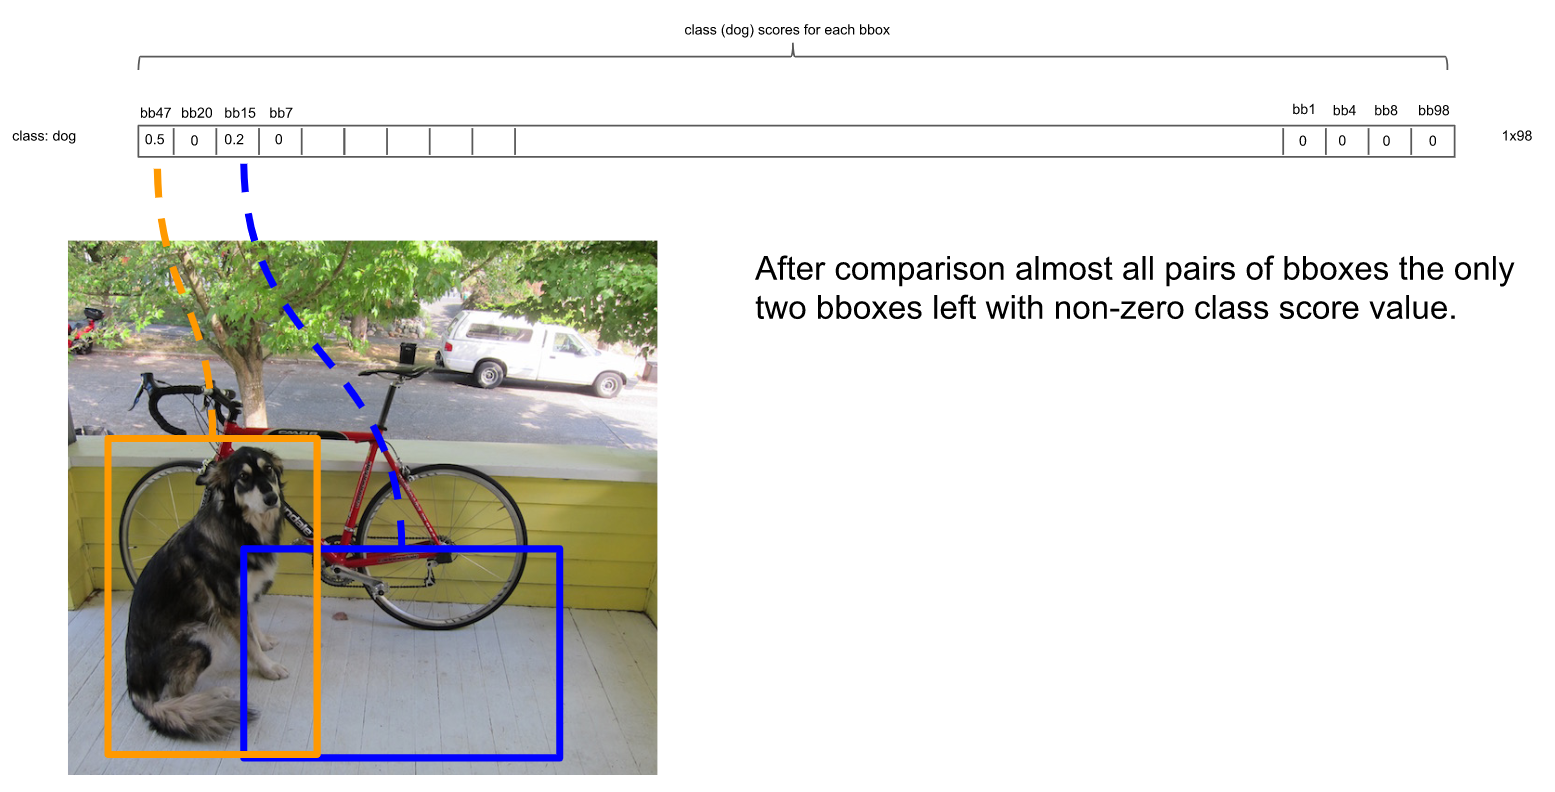 class (dog) scores for each bbox
bb47 bb20 bb15 bb7 bb1 bb4 bb8 bb98
class: dog 0.5 0 0.2 0 0 0 0 0 1x98
After comparison almost all pairs of bboxes the only
two bboxes left with non-zero class score value.
ndale